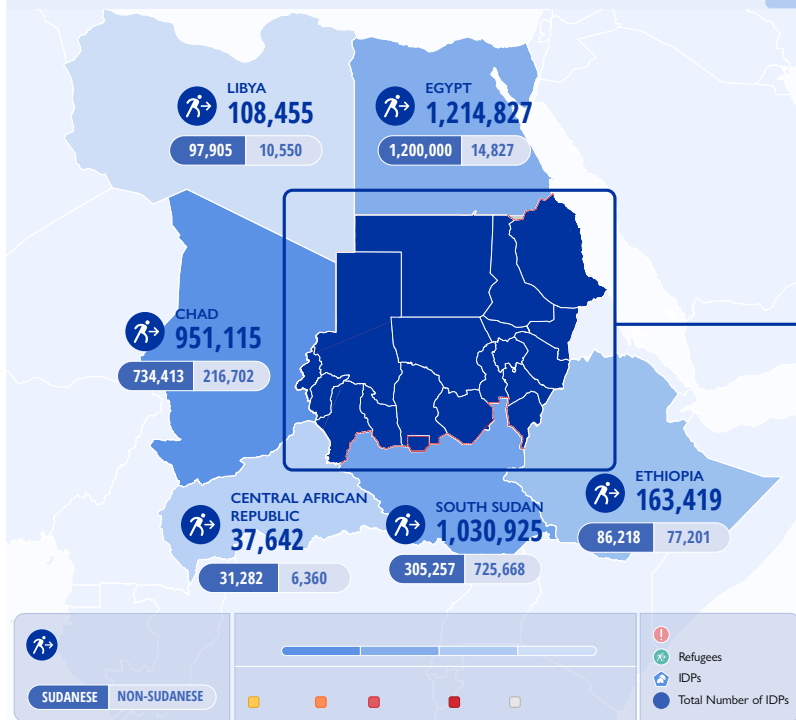 LIBYA
108,455
97,905 10,550
EGYPT
1,214,827
1,200,000 14,827
CHAD
951,115
734,413 216,702
CENTRAL AFRICAN
REPUBLIC
37,642
31,282 6,360
SOUTH SUDAN
1,030,925
305,257 725,668
ETHIOPIA
163,419
86,218 77,201
SUDANESE NON-SUDANESE
Refugees
IDPs
Total Number of IDPs